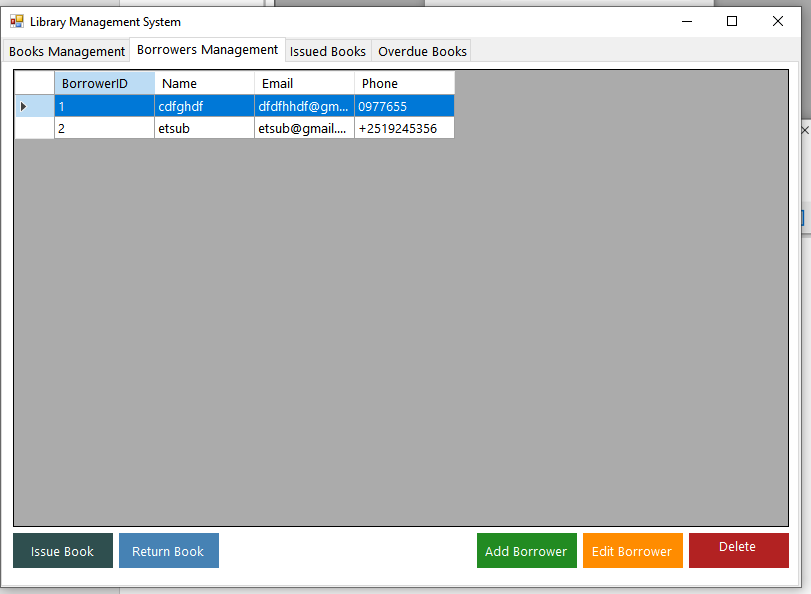 Library Management System
Books Management Borrowers Management Issued Books Overdue Books
BorrowerID Name Email Phone
1 cdfghdf dfdfhhdf@gm... 0977655
2 etsub etsub@gmail.... +2519245356
Issue Book Return Book Add Borrower Edit Borrower Delete